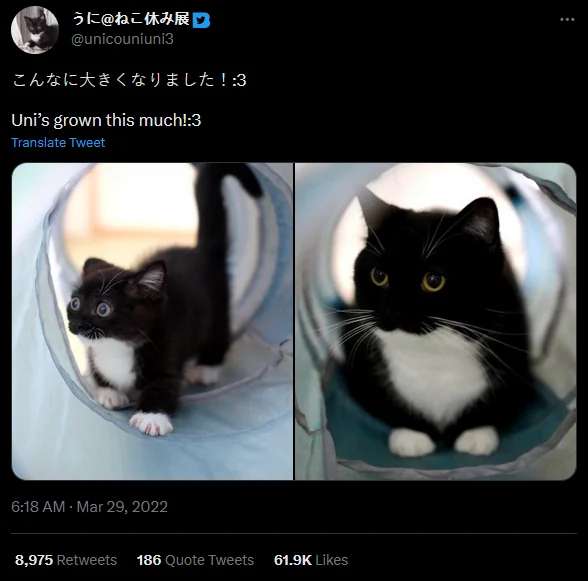 うに@ねこ休み展
@unicouniuni3
こんなに大きくなりました！:3
Uni’s grown this much!:3
Translate Tweet
6:18 AM · Mar 29, 2022
8,975 Retweets 186 Quote Tweets 61.9K Likes